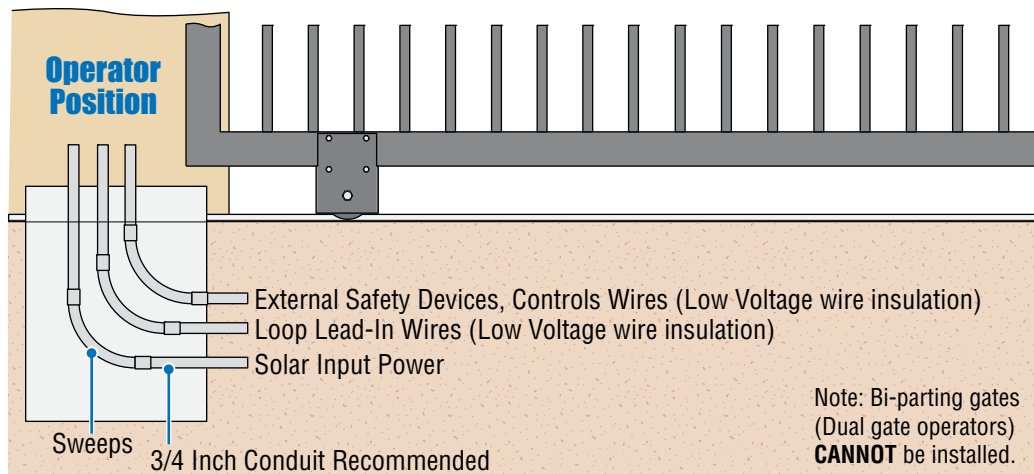 Operator
Position
External Safety Devices, Controls Wires (Low Voltage wire insulation)
Loop Lead-In Wires (Low Voltage wire insulation)
Solar Input Power
Sweeps
3/4 Inch Conduit Recommended
Note: Bi-parting gates
(Dual gate operators)
CANNOT be installed.